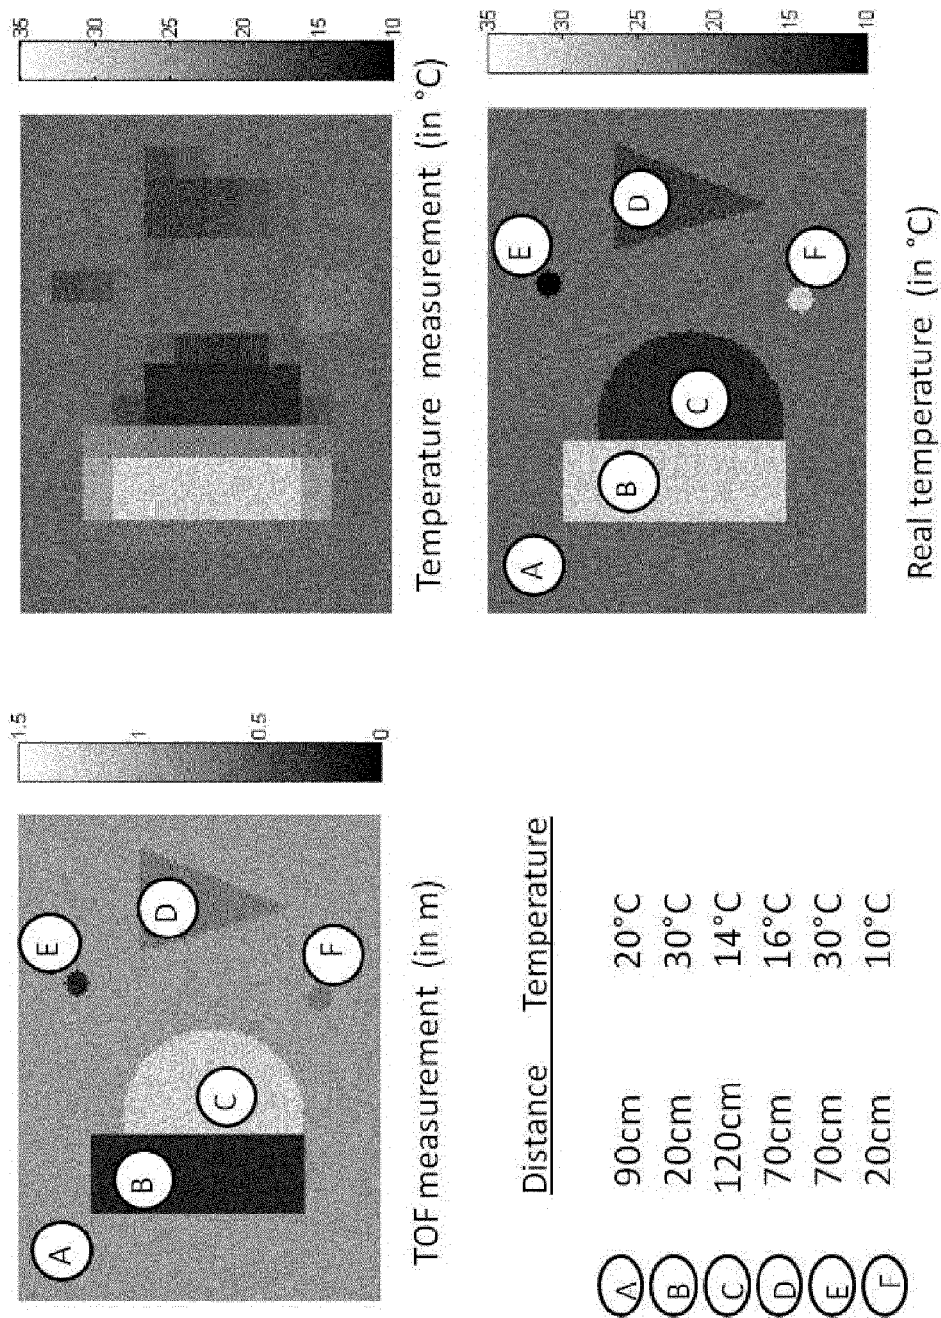 A
B
C
D
E
F
1.5
1
0.5
0
TOF measurement (in m)
35
30
25
20
15
10
Temperature measurement (in °C)
Distance Temperature
A 90cm 20°C
B 20cm 30°C
C 120cm 14°C
D 70cm 16°C
E 70cm 30°C
F 20cm 10°C
A
B
C
D
E
F
35
30
25
20
15
10
Real temperature (in °C)